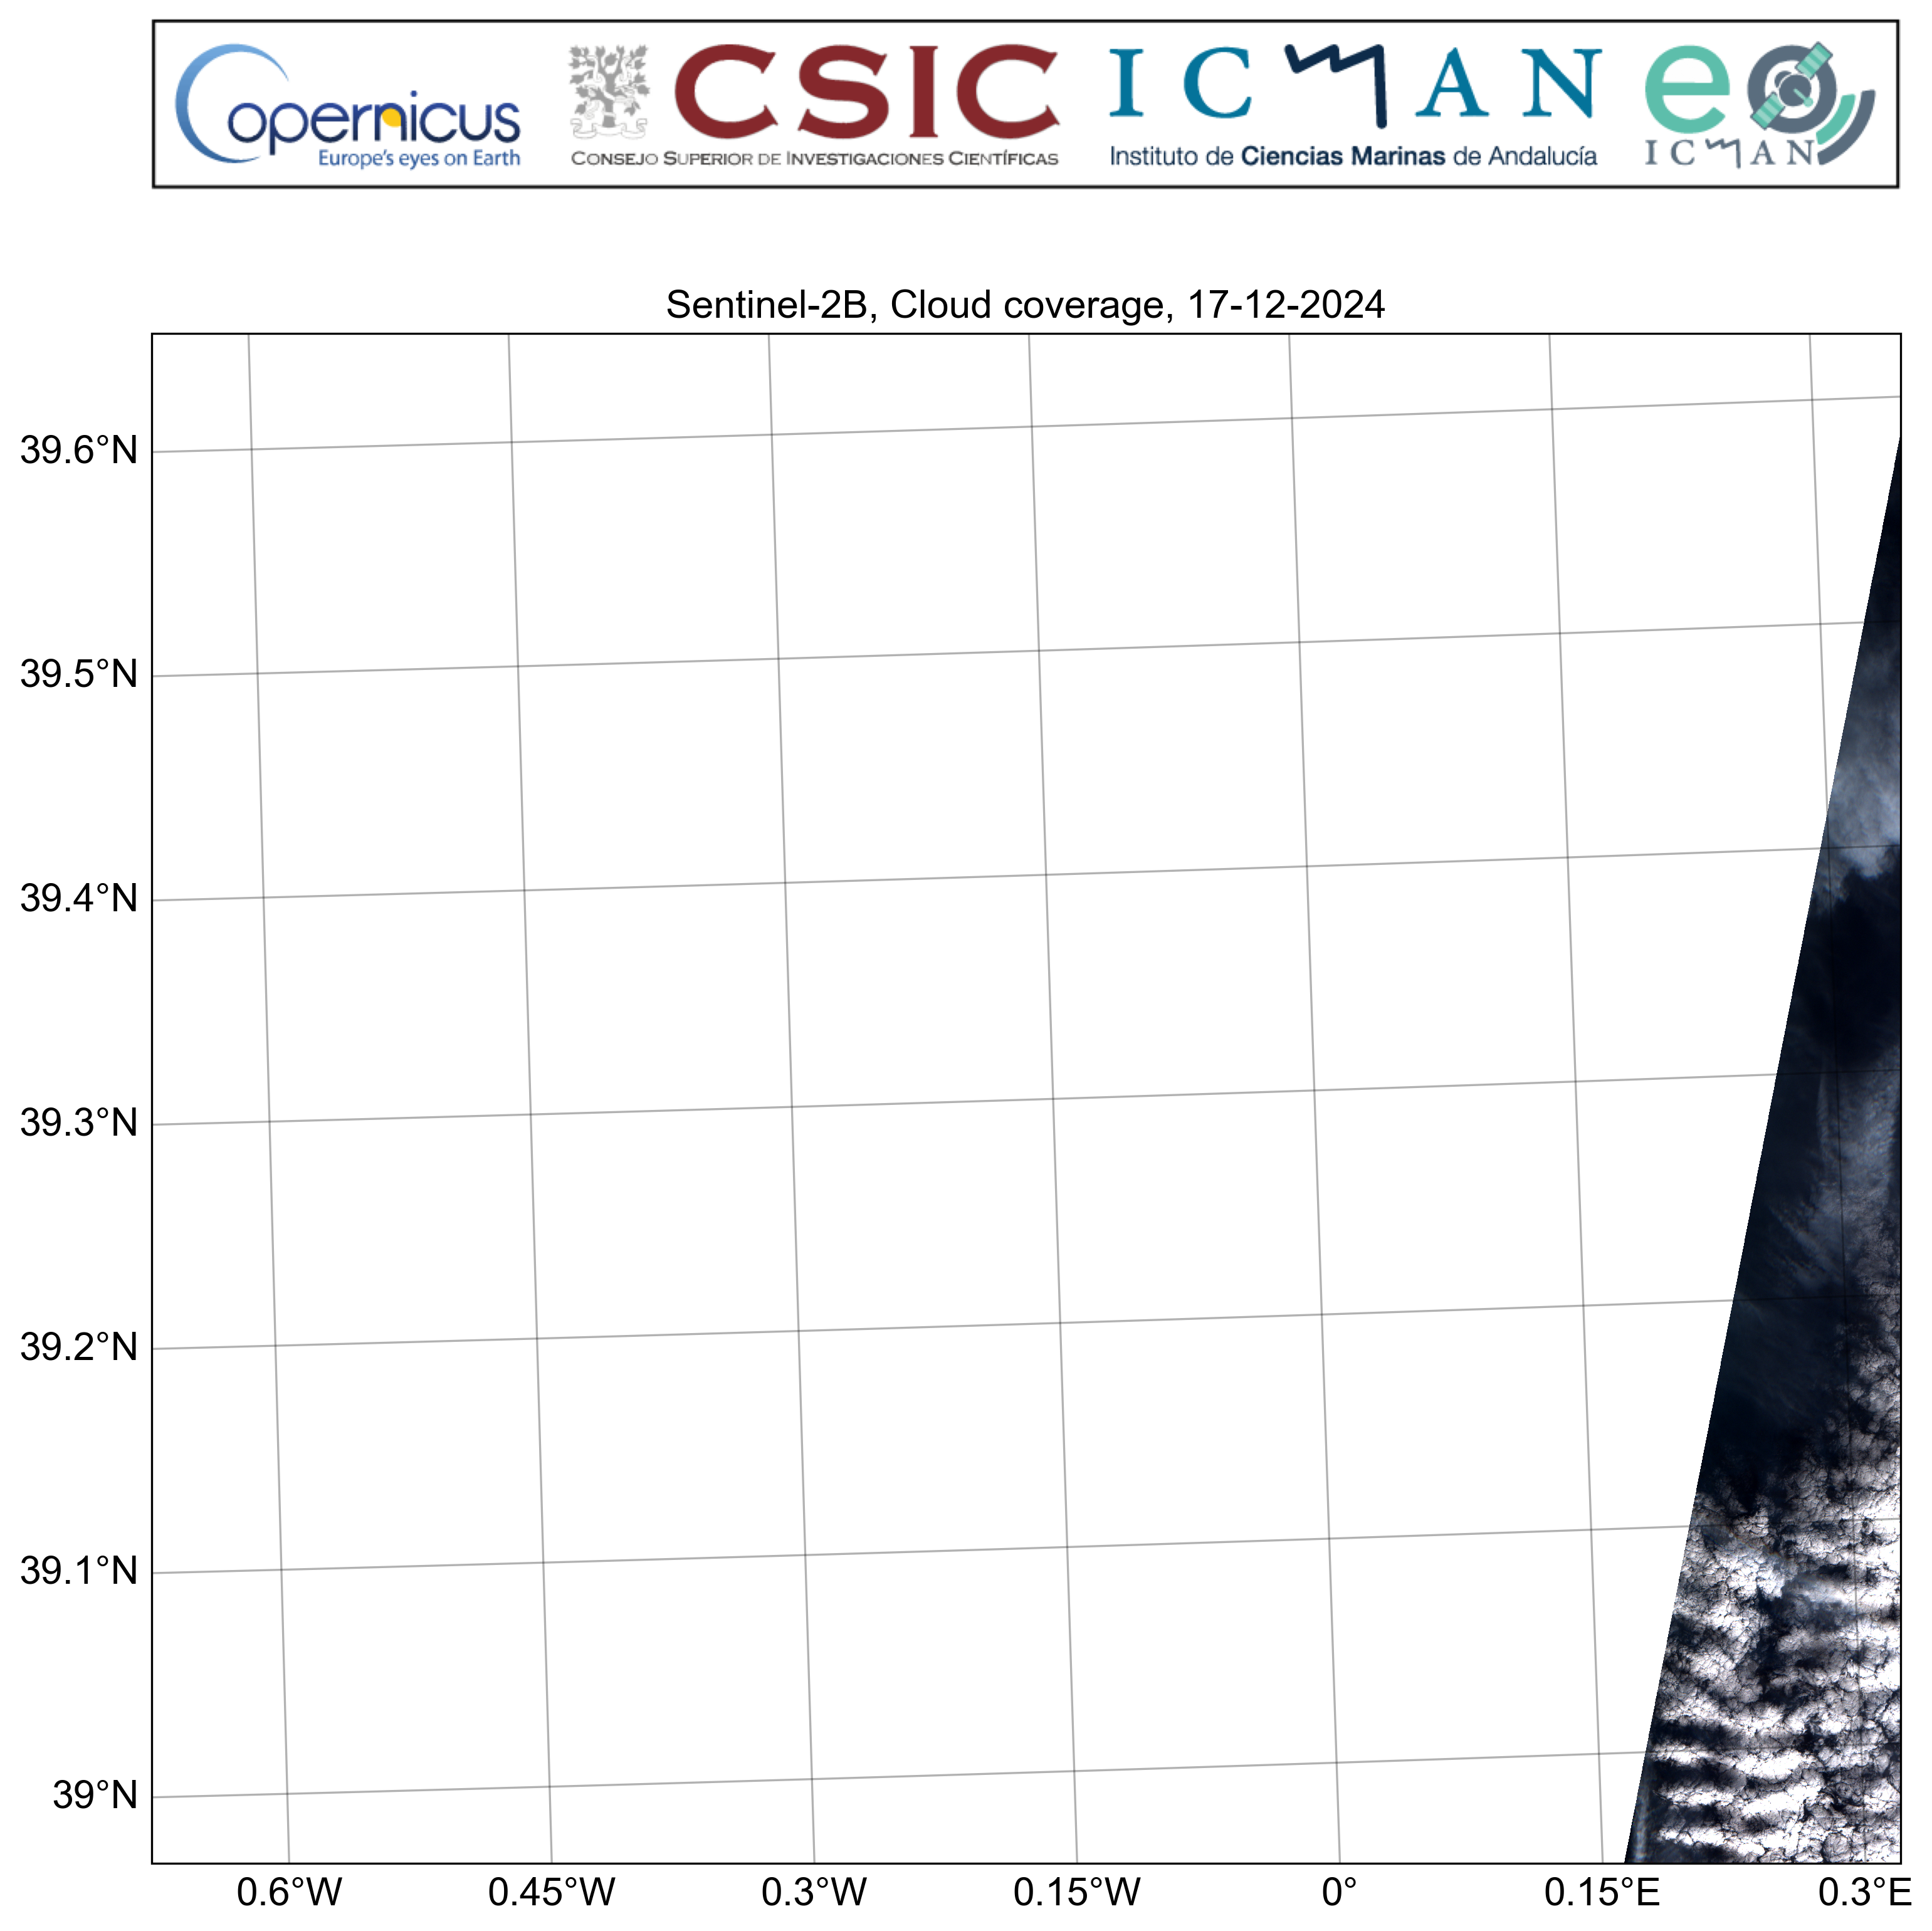 Copernicus
Europe's eyes on Earth
CSIC
CONSEJO SUPERIOR DE INVESTIGACIONES CIENTÍFICAS
ICMAN
Instituto de Ciencias Marinas de Andalucía
eo
ICMAN
Sentinel-2B, Cloud coverage, 17-12-2024
39.6°N
39.5°N
39.4°N
39.3°N
39.2°N
39.1°N
39°N
0.6°W 0.45°W 0.3°W 0.15°W 0° 0.15°E 0.3°E